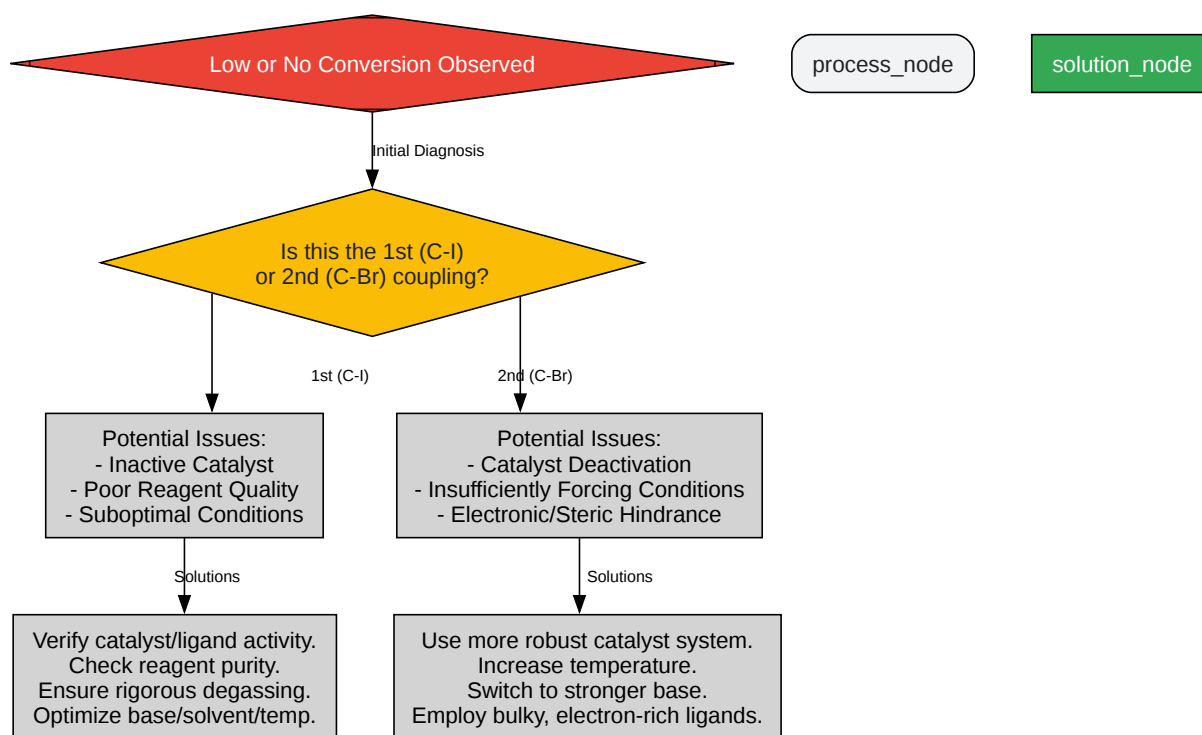 Low or No Conversion Observed
process_node
solution_node
Initial Diagnosis
Is this the 1st (C-I)
or 2nd (C-Br) coupling?
1st (C-I)
2nd (C-Br)
Potential Issues:
- Inactive Catalyst
- Poor Reagent Quality
- Suboptimal Conditions
Potential Issues:
- Catalyst Deactivation
- Insufficiently Forcing Conditions
- Electronic/Steric Hindrance
Solutions
Solutions
Verify catalyst/ligand activity.
Check reagent purity.
Ensure rigorous degassing.
Optimize base/solvent/temp.
Use more robust catalyst system.
Increase temperature.
Switch to stronger base.
Employ bulky, electron-rich ligands.